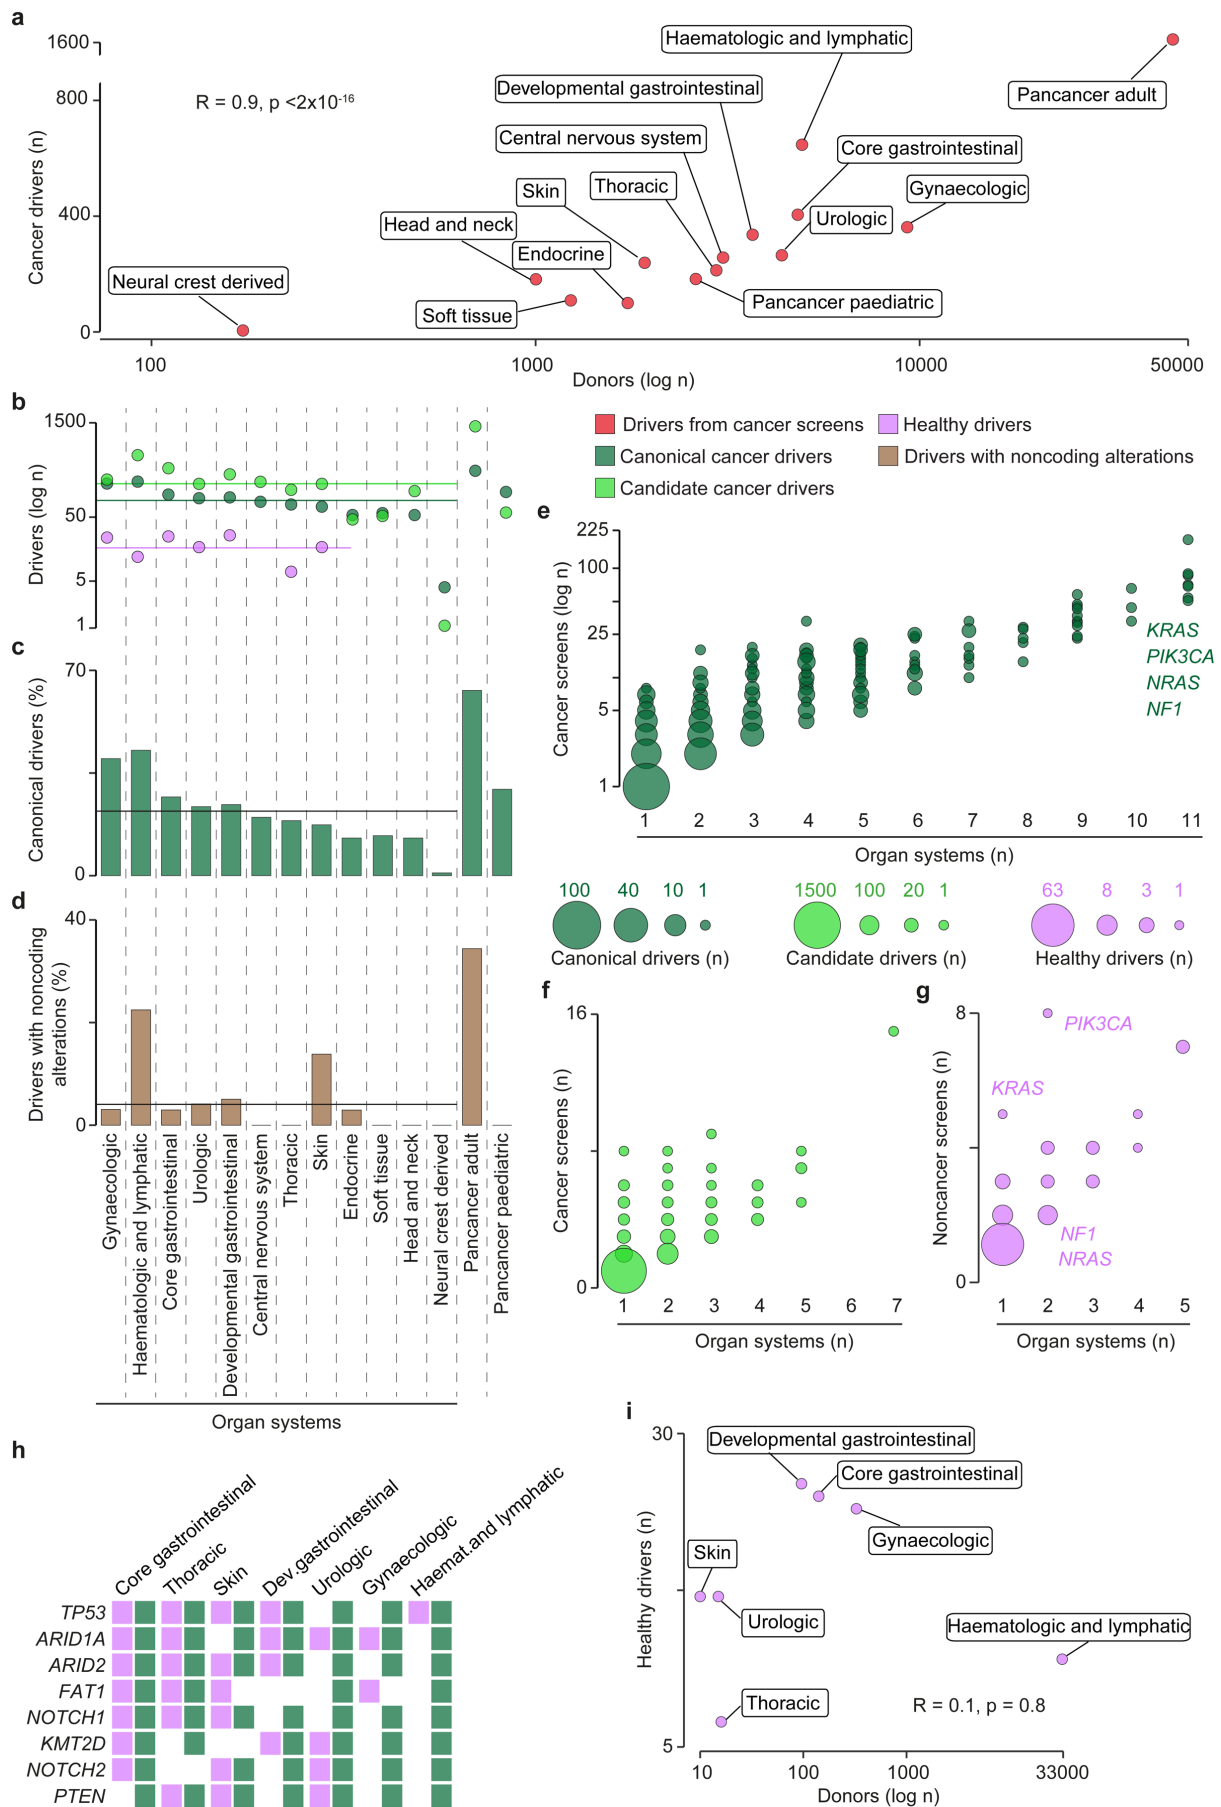 a
1600
800
400
0
Cancer drivers (n)
R = 0.9, p <2x10-16
Haematologic and lymphatic
Developmental gastrointestinal
Pancancer adult
Central nervous system
Core gastrointestinal
Skin
Thoracic
Gynaecologic
Head and neck
Urologic
Endocrine
Neural crest derived
Pancancer paediatric
Soft tissue
100
1000
10000
50000
Donors (log n)
b
1500
50
5
1
Drivers (log n)
Drivers from cancer screens
Healthy drivers
Canonical cancer drivers
Drivers with noncoding alterations
Candidate cancer drivers
c
70
0
Canonical drivers (%)
d
40
0
Drivers with noncoding
alterations (%)
Gynaecologic
Haematologic and lymphatic
Core gastrointestinal
Urologic
Developmental gastrointestinal
Central nervous system
Thoracic
Skin
Endocrine
Soft tissue
Head and neck
Neural crest derived
Pancancer adult
Pancancer paediatric
Organ systems
e
225
100
25
5
1
Cancer screens (log n)
KRAS
PIK3CA
NRAS
NF1
1 2 3 4 5 6 7 8 9 10 11
Organ systems (n)
100 40 10 1
Canonical drivers (n)
1500 100 20 1
Candidate drivers (n)
63 8 3 1
Healthy drivers (n)
f
16
0
Cancer screens (n)
1 2 3 4 5 6 7
Organ systems (n)
g
8
0
Noncancer screens (n)
PIK3CA
KRAS
NF1
NRAS
1 2 3 4 5
Organ systems (n)
h
Core gastrointestinal
Thoracic
Skin
Dev.gastrointestinal
Urologic
Gynaecologic
Haemat.and lymphatic
TP53
ARID1A
ARID2
FAT1
NOTCH1
KMT2D
NOTCH2
PTEN
i
30
5
Healthy drivers (n)
Developmental gastrointestinal
Core gastrointestinal
Gynaecologic
Skin
Urologic
Haematologic and lymphatic
Thoracic
R = 0.1, p = 0.8
10
100
1000
33000
Donors (log n)